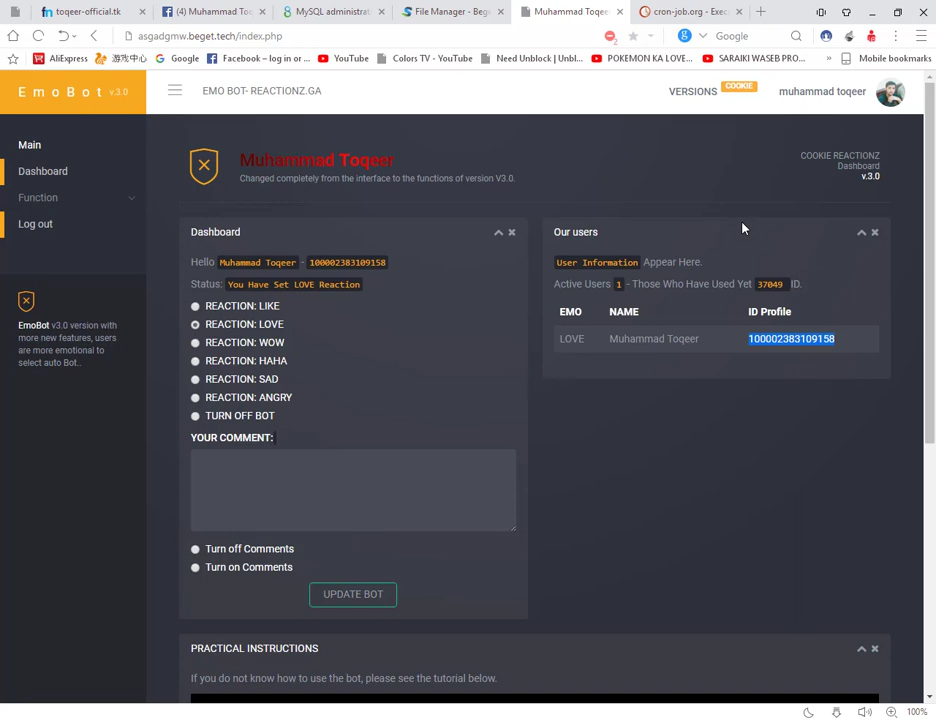 toqeer-official.tk
(4) Muhammad To
MySQL administrat
File Manager - Bege
Muhammad Toqee
cron-job.org - Exec
asgadgmw.beget.tech/index.php
Google
AliExpress
游戏中心
Google
Facebook – log in or ...
YouTube
Colors TV - YouTube
Need Unblock | Unbl...
POKEMON KA LOVE...
SARAIKI WASEB PRO...
»
Mobile bookmarks
EmoBot v.3.0
EMO BOT- REACTIONZ.GA
VERSIONS COOKIE
muhammad toqeer
Main
Dashboard
Function
Log out
EmoBot v3.0 version with
more new features, users
are more emotional to
select auto Bot..
Muhammad Toqeer
Changed completely from the interface to the functions of version V3.0.
COOKIE REACTIONZ
Dashboard
v.3.0
Dashboard
Hello Muhammad Toqeer - 100002383109158
Status: You Have Set LOVE Reaction
REACTION: LIKE
REACTION: LOVE
REACTION: WOW
REACTION: HAHA
REACTION: SAD
REACTION: ANGRY
TURN OFF BOT
YOUR COMMENT:
Turn off Comments
Turn on Comments
UPDATE BOT
Our users
User Information Appear Here.
Active Users 1 - Those Who Have Used Yet 37049 ID.
EMO NAME ID Profile
LOVE Muhammad Toqeer 100002383109158
PRACTICAL INSTRUCTIONS
If you do not know how to use the bot, please see the tutorial below.
100%